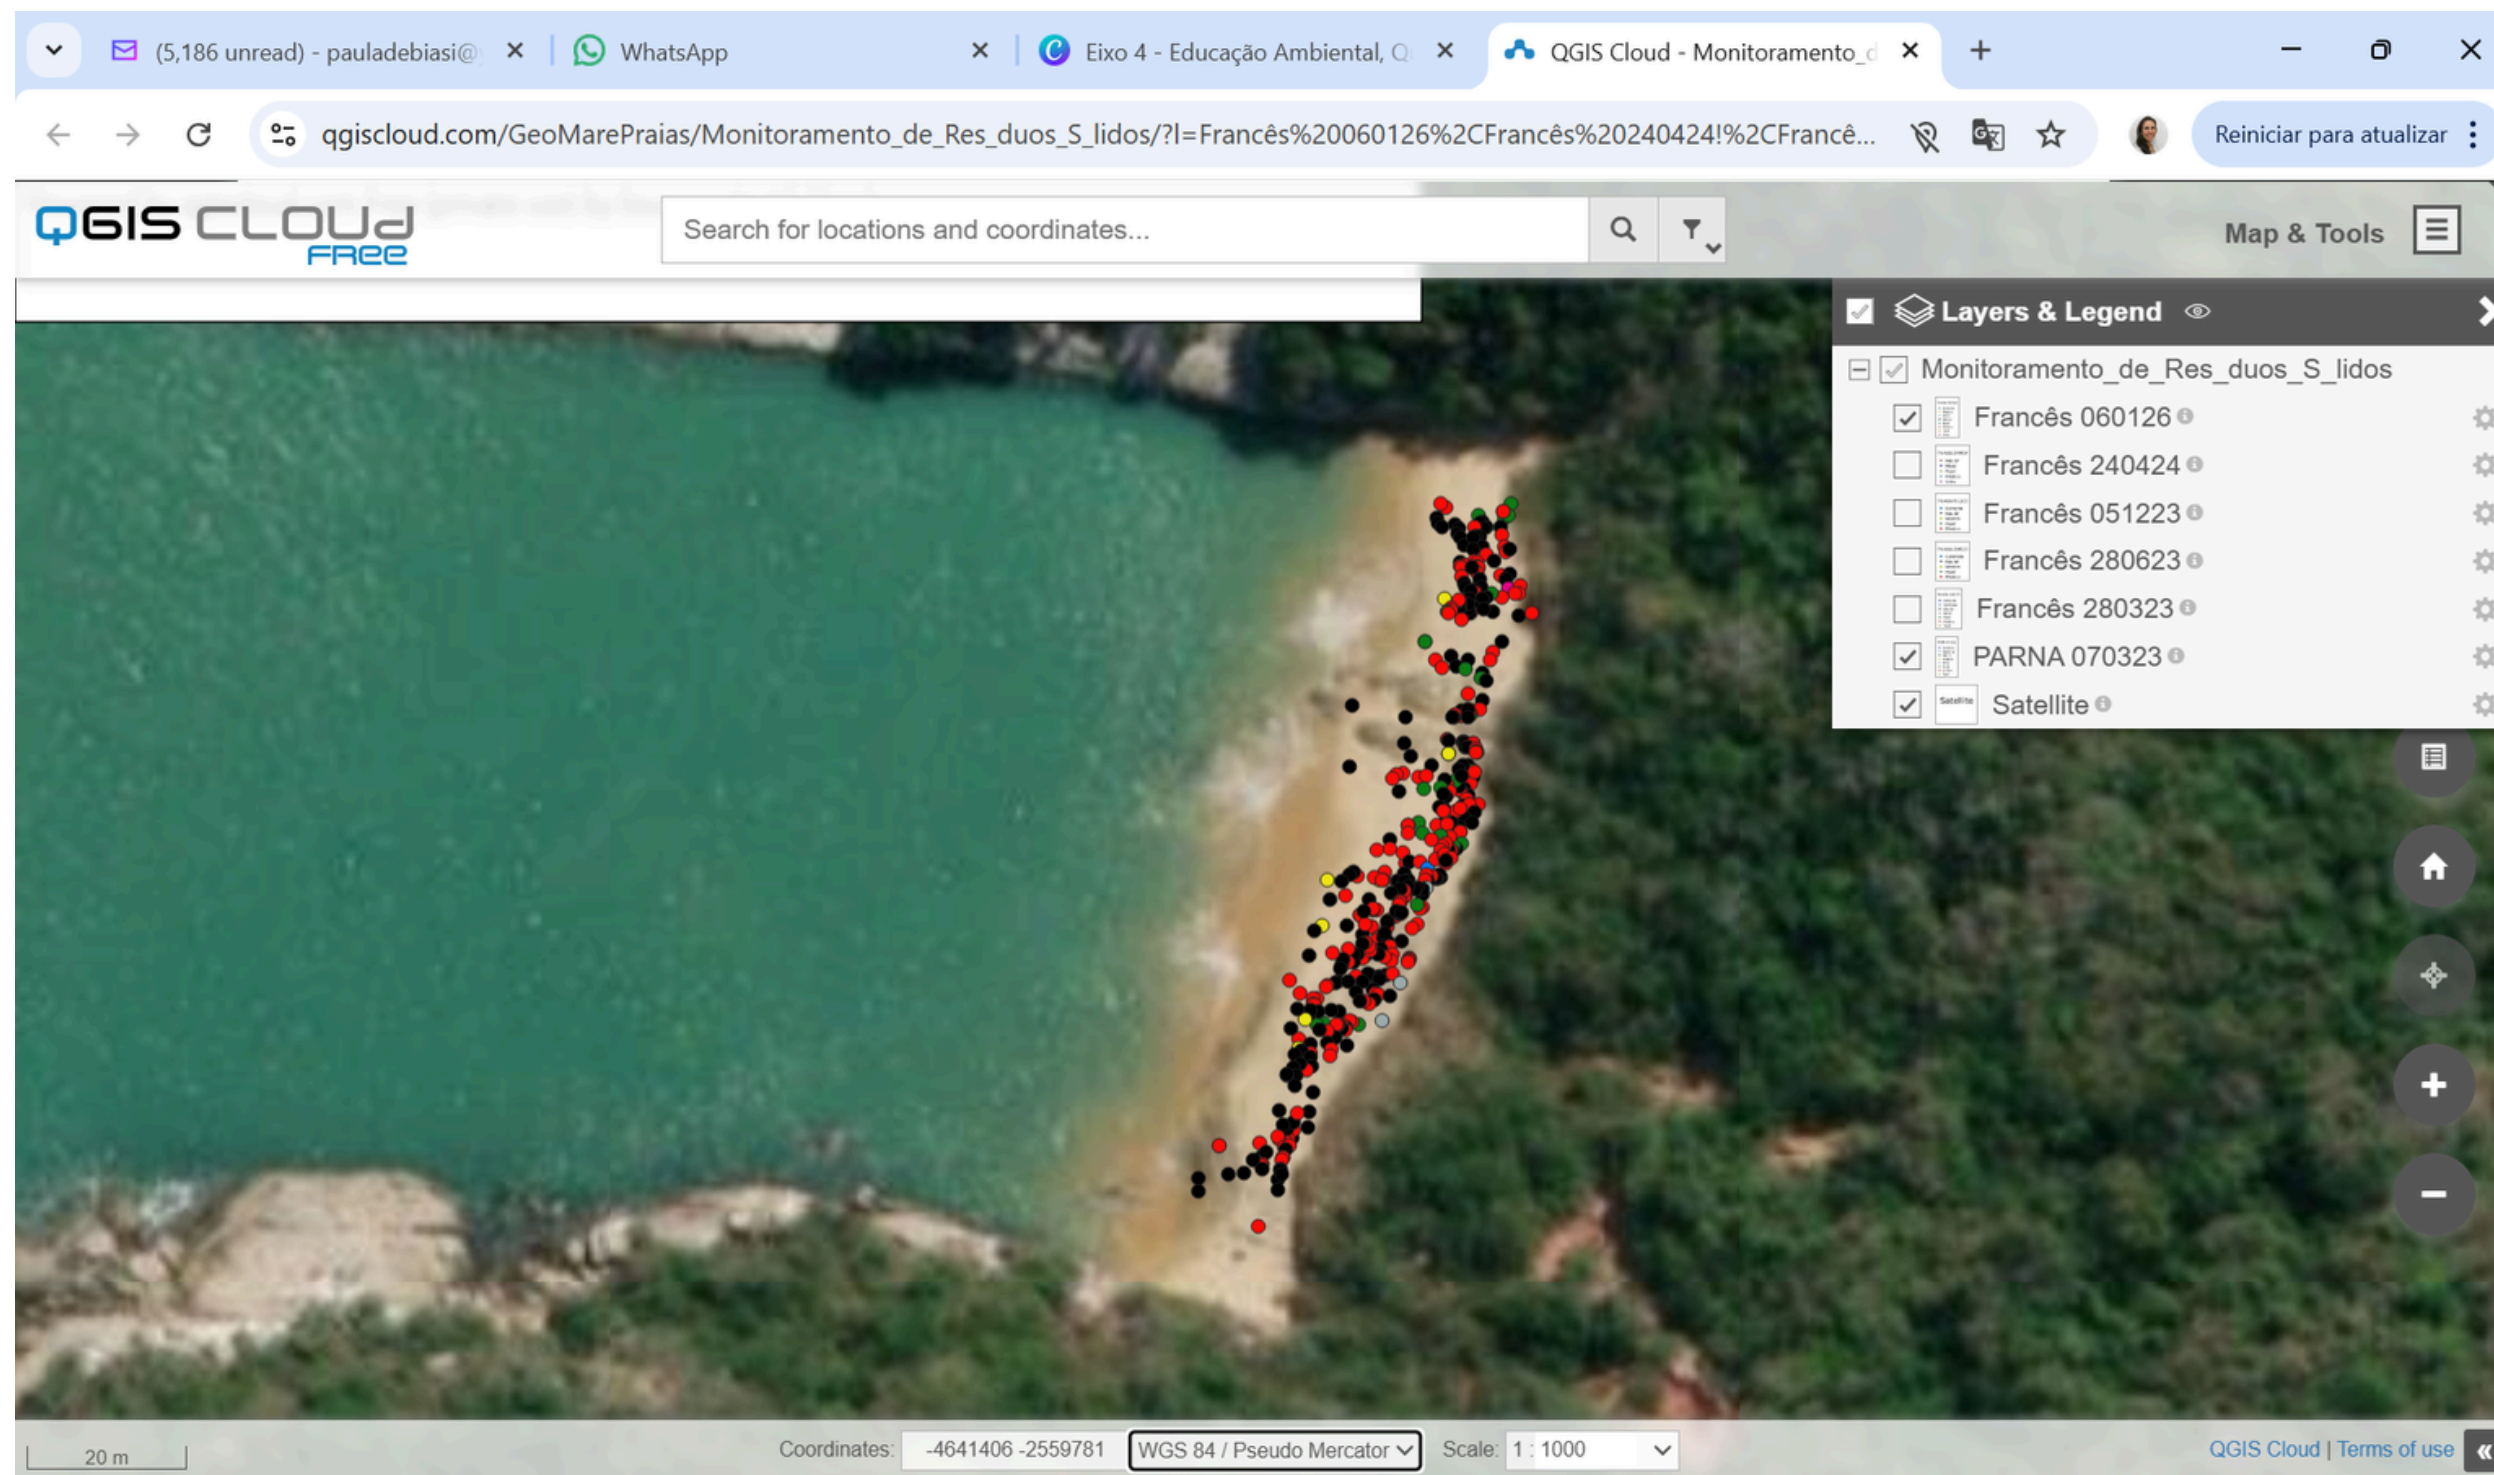 (5,186 unread) - pauladebiasi@
WhatsApp
Eixo 4 - Educação Ambiental, Q
QGIS Cloud - Monitoramento_d
qgiscloud.com/GeoMarePraias/Monitoramento_de_Res_duos_S_lidos/?l=Francês%20060126%2CFrancês%20240424!%2CFrancê...
Reiniciar para atualizar
QGIS CLOUD
FREE
Search for locations and coordinates...
Map & Tools
Layers & Legend
Monitoramento_de_Res_duos_S_lidos
Francês 060126
Francês 240424
Francês 051223
Francês 280623
Francês 280323
PARNA 070323
Satellite
Satellite
20 m
Coordinates: -4641406 -2559781 WGS 84 / Pseudo Mercator Scale: 1 : 1000
QGIS Cloud | Terms of use